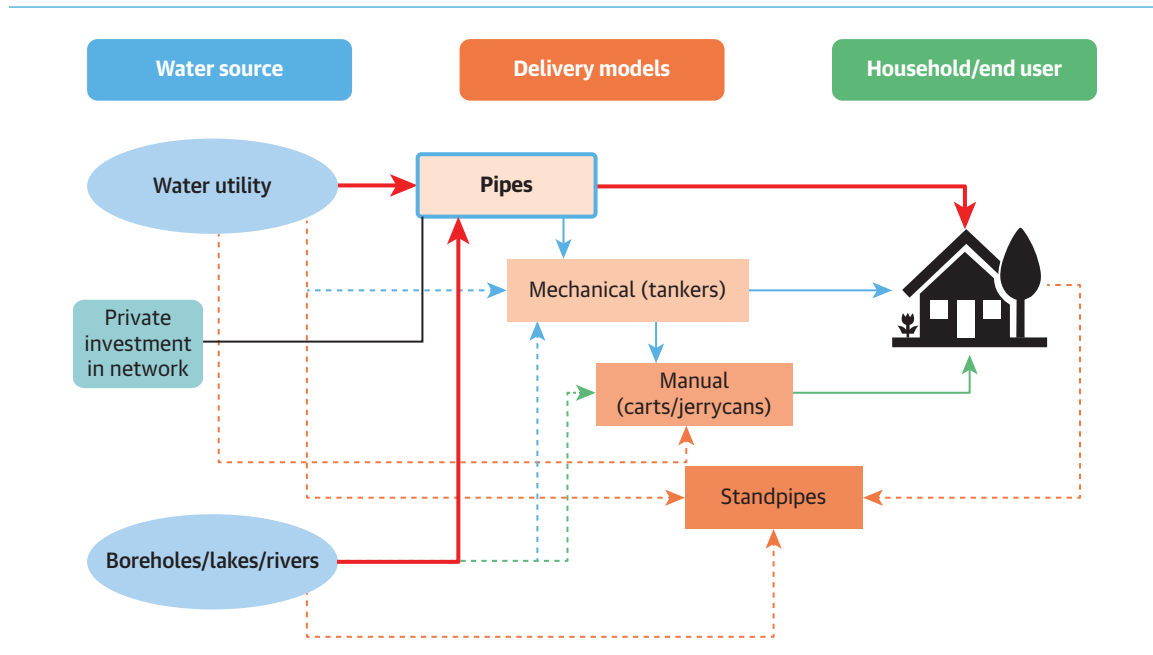 Water source
Delivery models
Household/end user
Water utility
Pipes
Mechanical (tankers)
Private
investment
in network
Manual
(carts/jerrycans)
Standpipes
Boreholes/lakes/rivers